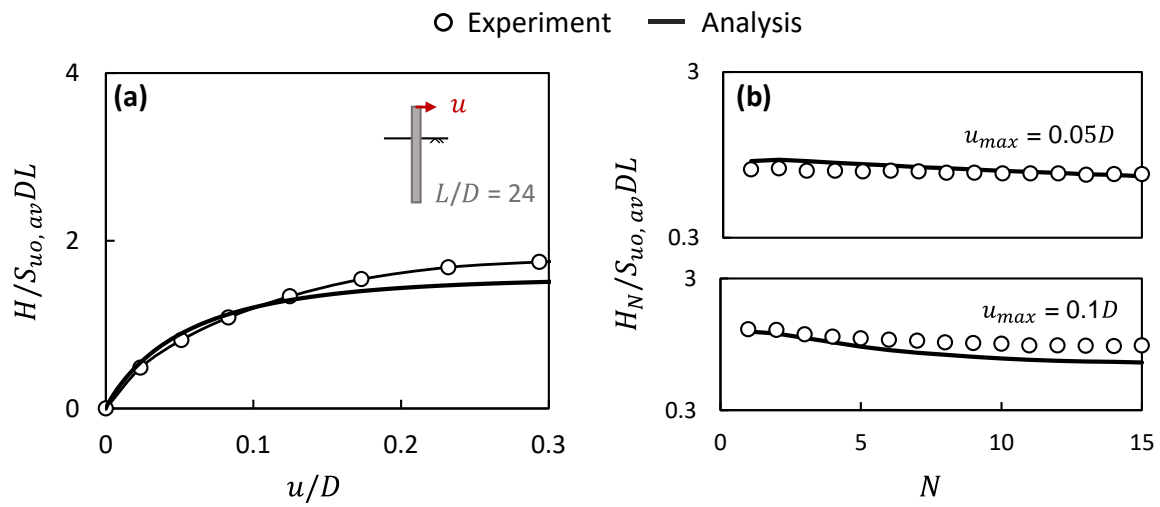 Experiment Analysis
(a)
u
L/D = 24
4
2
0
0 0.1 0.2 0.3
H/S_{uo, av}DL
u/D
(b)
3
u_{max} = 0.05D
0.3
3
u_{max} = 0.1D
0.3
0 5 10 15
H_N/S_{uo, av}DL
N